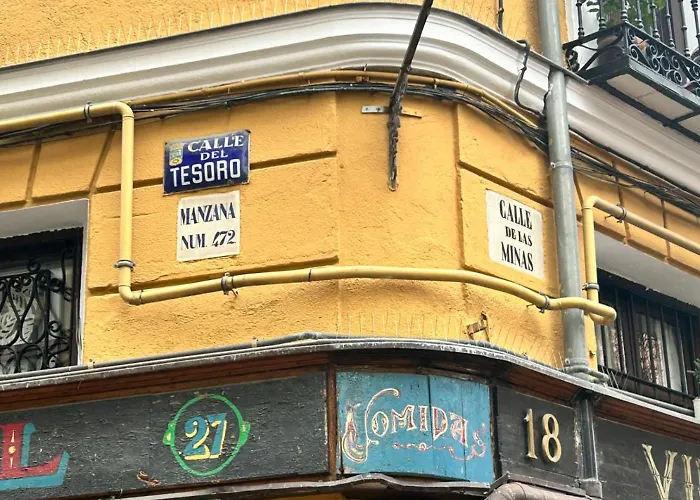 CALLE
DEL
TESORO
MANZANA
NUM. 472
CALLE
DE LAS
MINAS
27
COMIDAS
18